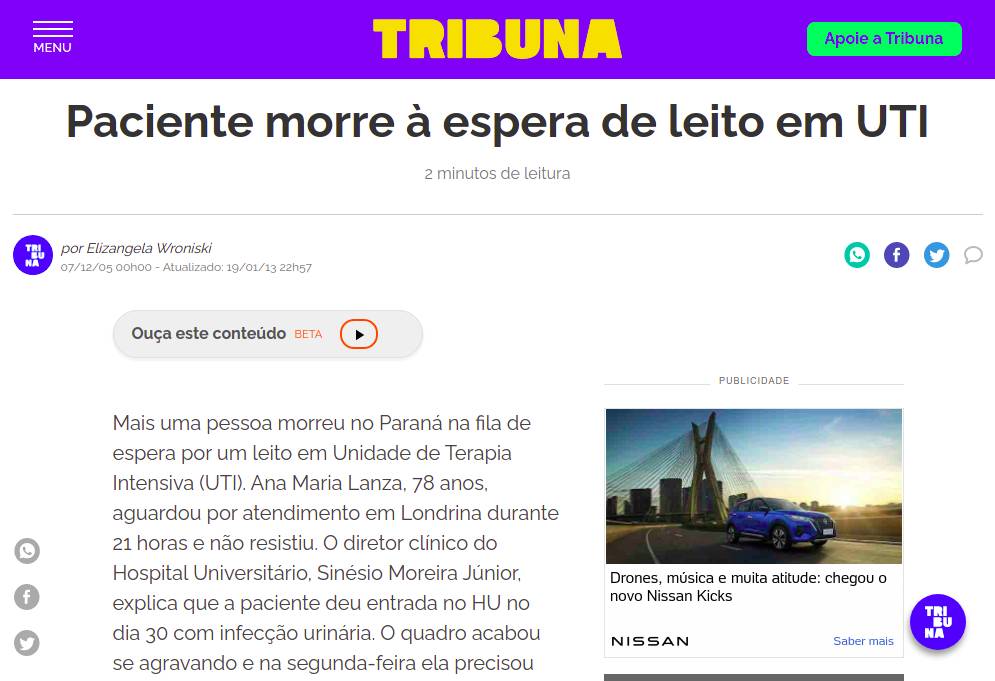 MENU
TRIBUNA
Apoie a Tribuna
Paciente morre à espera de leito em UTI
2 minutos de leitura
TRI
BU
NA
por Elizangela Wroniski
07/12/05 00h00 - Atualizado: 19/01/13 22h57
Ouça este conteúdo BETA
PUBLICIDADE
Mais uma pessoa morreu no Paraná na fila de
espera por um leito em Unidade de Terapia
Intensiva (UTI). Ana Maria Lanza, 78 anos,
aguardou por atendimento em Londrina durante
21 horas e não resistiu. O diretor clínico do
Hospital Universitário, Sinésio Moreira Júnior,
explica que a paciente deu entrada no HU no
dia 30 com infecção urinária. O quadro acabou
se agravando e na segunda-feira ela precisou
Drones, música e muita atitude: chegou o
novo Nissan Kicks
NISSAN
Saber mais
TRI
BU
NA